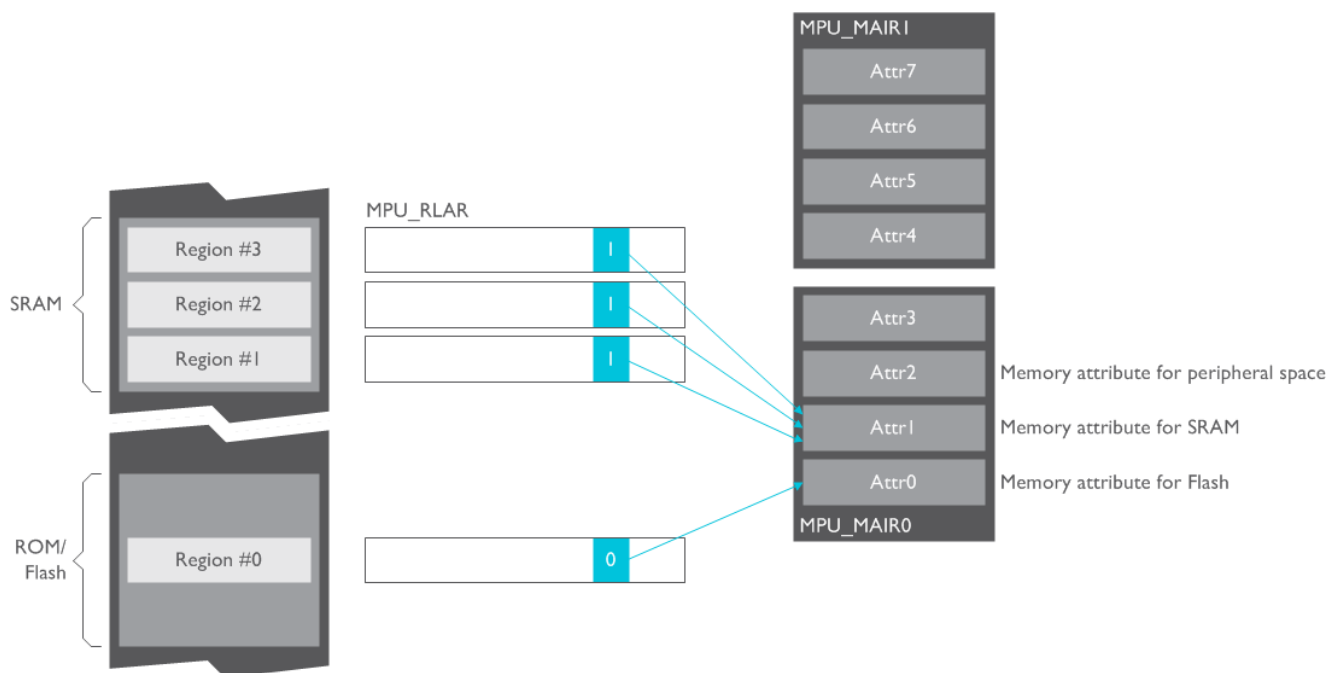 MPU_MAIR1
Attr7
Attr6
Attr5
Attr4
MPU_RLAR
SRAM
Region #3
1
Region #2
1
Region #1
1
Attr3
Attr2
Memory attribute for peripheral space
Attr1
Memory attribute for SRAM
Attr0
Memory attribute for Flash
MPU_MAIR0
ROM/
Flash
Region #0
0